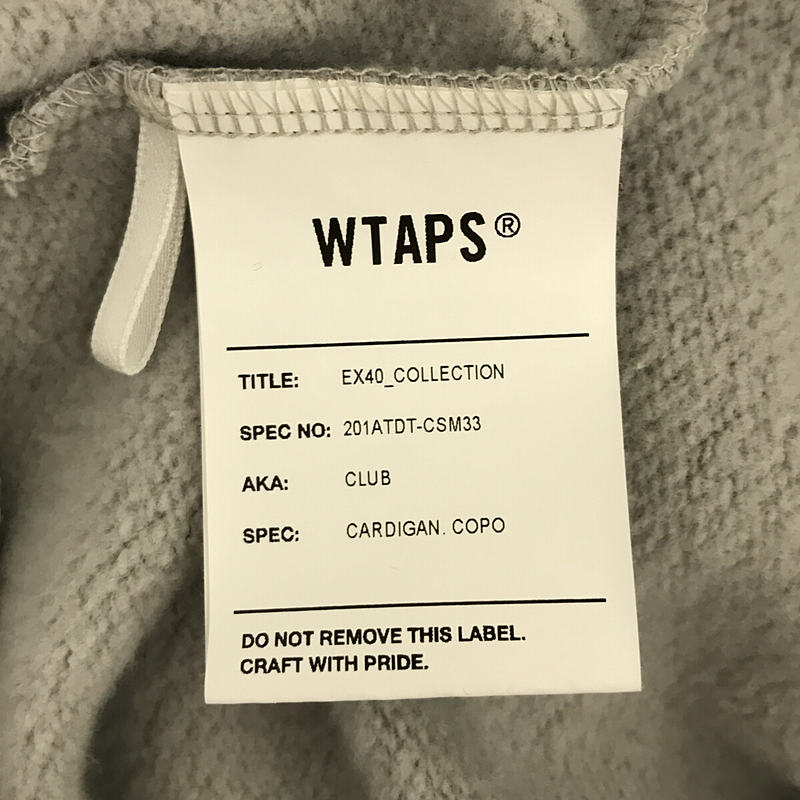 WTAPS®
TITLE: EX40_COLLECTION
SPEC NO: 201ATDT-CSM33
AKA: CLUB
SPEC: CARDIGAN. COPO
DO NOT REMOVE THIS LABEL.
CRAFT WITH PRIDE.